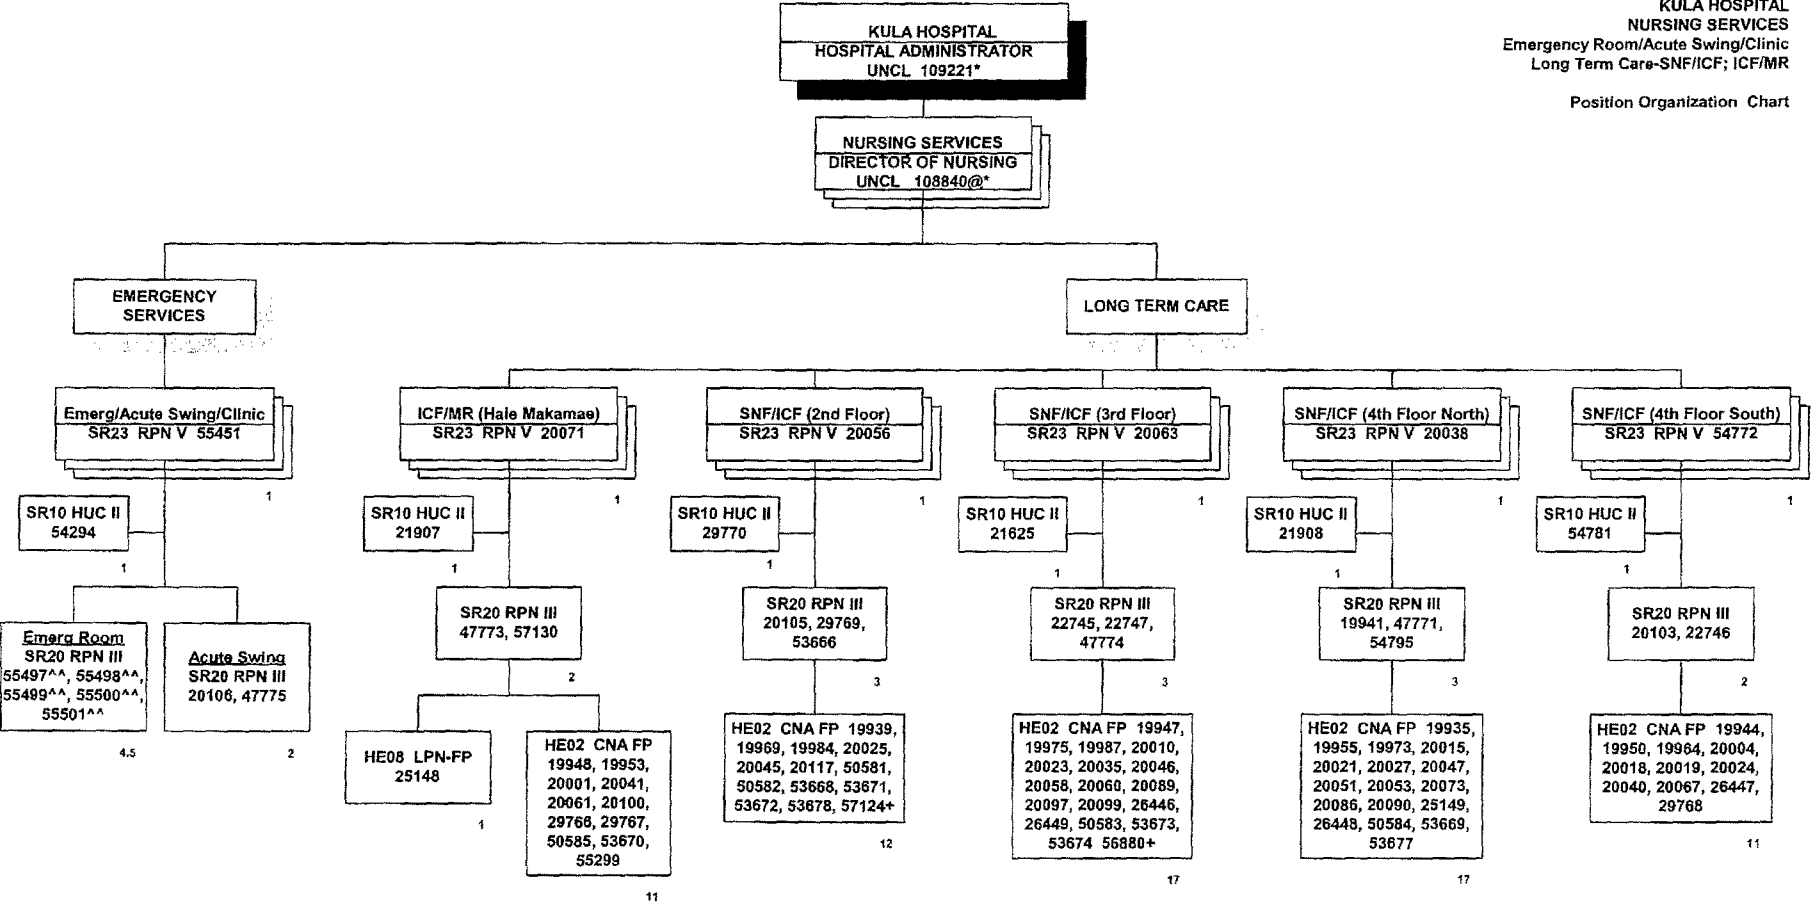 KULA HOSPITAL
NURSING SERVICES
Emergency Room/Acute Swing/Clinic
Long Term Care-SNF/ICF; ICF/MR
Position Organization Chart
KULA HOSPITAL
HOSPITAL ADMINISTRATOR
UNCL 109221*
NURSING SERVICES
DIRECTOR OF NURSING
UNCL 108840@*
EMERGENCY
SERVICES
LONG TERM CARE
Emerg/Acute Swing/Clinic
SR23 RPN V 55451
1
SR10 HUC II
54294
1
Emerg Room
SR20 RPN III
55497^^, 55498^^,
55499^^, 55500^^,
55501^^
4.5
Acute Swing
SR20 RPN III
20106, 47775
2
ICF/MR (Hale Makamae)
SR23 RPN V 20071
1
SR10 HUC II
21907
1
SR20 RPN III
47773, 57130
2
HE08 LPN-FP
25148
1
HE02 CNA FP
19948, 19953,
20001, 20041,
20061, 20100,
29766, 29767,
50585, 53670,
55299
11
SNF/ICF (2nd Floor)
SR23 RPN V 20056
1
SR10 HUC II
29770
1
SR20 RPN III
20105, 29769,
53666
3
HE02 CNA FP 19939,
19969, 19984, 20025,
20045, 20117, 50581,
50582, 53668, 53671,
53672, 53678, 57124+
12
SNF/ICF (3rd Floor)
SR23 RPN V 20063
1
SR10 HUC II
21625
1
SR20 RPN III
22745, 22747,
47774
3
HE02 CNA FP 19947,
19975, 19987, 20010,
20023, 20035, 20046,
20058, 20060, 20089,
20097, 20099, 26446,
26449, 50583, 53673,
53674 56880+
17
SNF/ICF (4th Floor North)
SR23 RPN V 20038
1
SR10 HUC II
21908
1
SR20 RPN III
19941, 47771,
54795
3
HE02 CNA FP 19935,
19955, 19973, 20015,
20021, 20027, 20047,
20051, 20053, 20073,
20086, 20090, 25149,
26448, 50584, 53669,
53677
17
SNF/ICF (4th Floor South)
SR23 RPN V 54772
1
SR10 HUC II
54781
1
SR20 RPN III
20103, 22746
2
HE02 CNA FP 19944,
19950, 19964, 20004,
20018, 20019, 20024,
20040, 20067, 26447,
29768
11